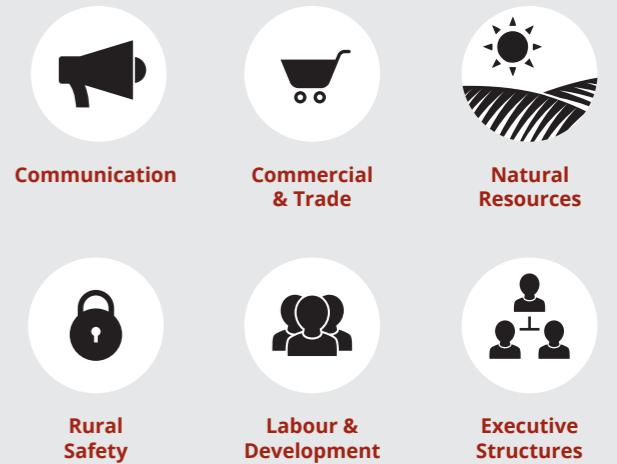 Communication
Commercial
& Trade
Natural
Resources
Rural
Safety
Labour &
Development
Executive
Structures